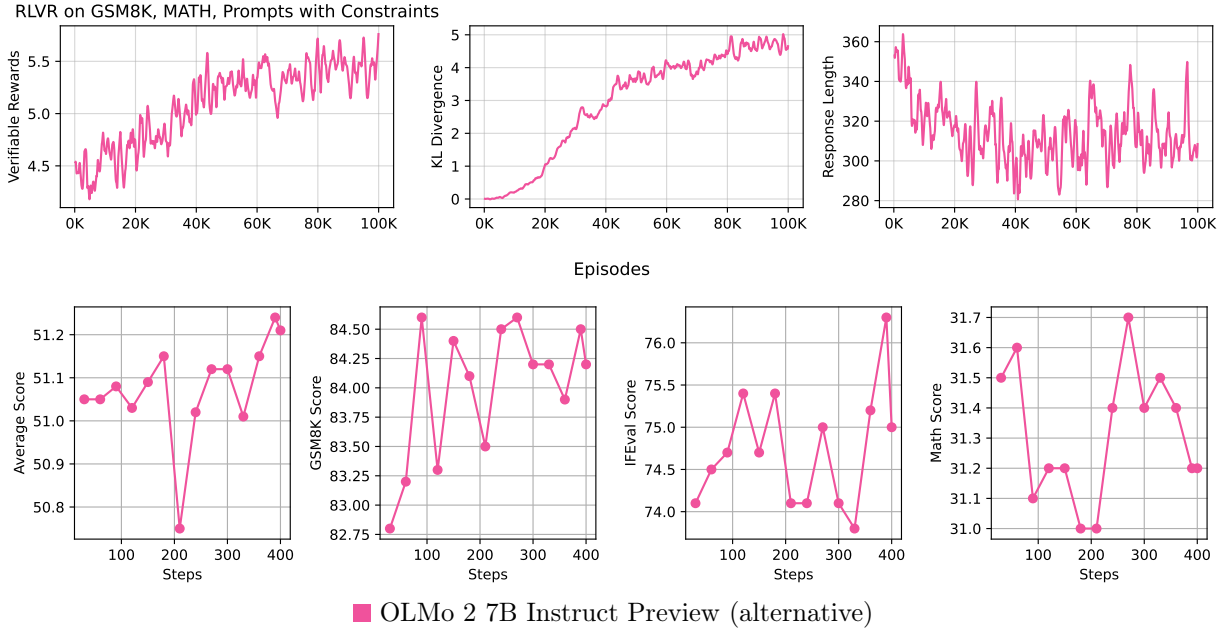 RLVR on GSM8K, MATH, Prompts with Constraints
Verifiable Rewards
5.5
5.0
4.5
0K 20K 40K 60K 80K 100K
KL Divergence
5
4
3
2
1
0
0K 20K 40K 60K 80K 100K
Response Length
360
340
320
300
280
0K 20K 40K 60K 80K 100K
Episodes
Average Score
51.2
51.1
51.0
50.9
50.8
100 200 300 400
Steps
GSM8K Score
84.50
84.25
84.00
83.75
83.50
83.25
83.00
82.75
100 200 300 400
Steps
IFEval Score
76.0
75.5
75.0
74.5
74.0
100 200 300 400
Steps
Math Score
31.7
31.6
31.5
31.4
31.3
31.2
31.1
31.0
100 200 300 400
Steps
OLMo 2 7B Instruct Preview (alternative)